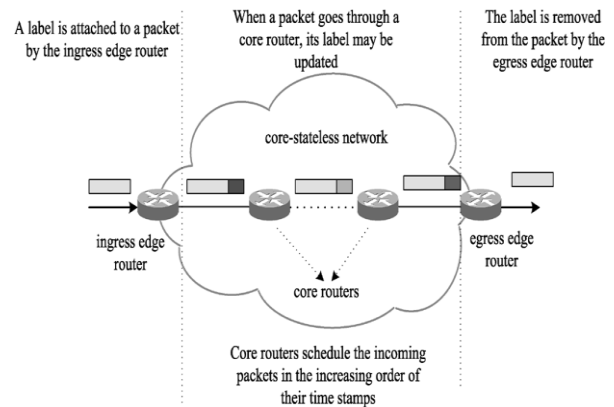 A label is attached to a packet
by the ingress edge router
When a packet goes through a
core router, its label may be
updated
The label is removed
from the packet by the
egress edge router
core-stateless network
ingress edge
router
egress edge
router
core routers
Core routers schedule the incoming
packets in the increasing order of
their time stamps